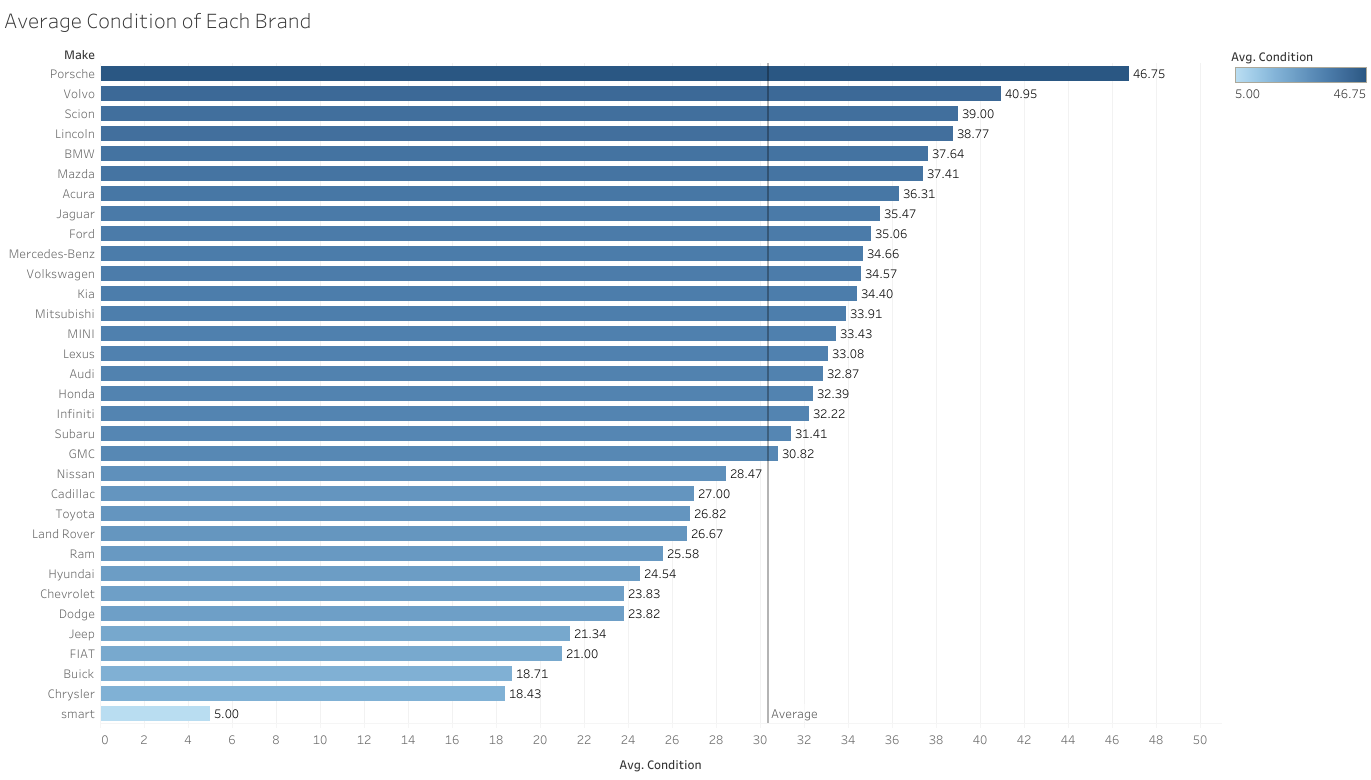 Average Condition of Each Brand
Make
Avg. Condition
5.00 46.75
Porsche 46.75
Volvo 40.95
Scion 39.00
Lincoln 38.77
BMW 37.64
Mazda 37.41
Acura 36.31
Jaguar 35.47
Ford 35.06
Mercedes-Benz 34.66
Volkswagen 34.57
Kia 34.40
Mitsubishi 33.91
MINI 33.43
Lexus 33.08
Audi 32.87
Honda 32.39
Infiniti 32.22
Subaru 31.41
GMC 30.82
Nissan 28.47
Cadillac 27.00
Toyota 26.82
Land Rover 26.67
Ram 25.58
Hyundai 24.54
Chevrolet 23.83
Dodge 23.82
Jeep 21.34
FIAT 21.00
Buick 18.71
Chrysler 18.43
smart 5.00 Average
0 2 4 6 8 10 12 14 16 18 20 22 24 26 28 30 32 34 36 38 40 42 44 46 48 50
Avg. Condition